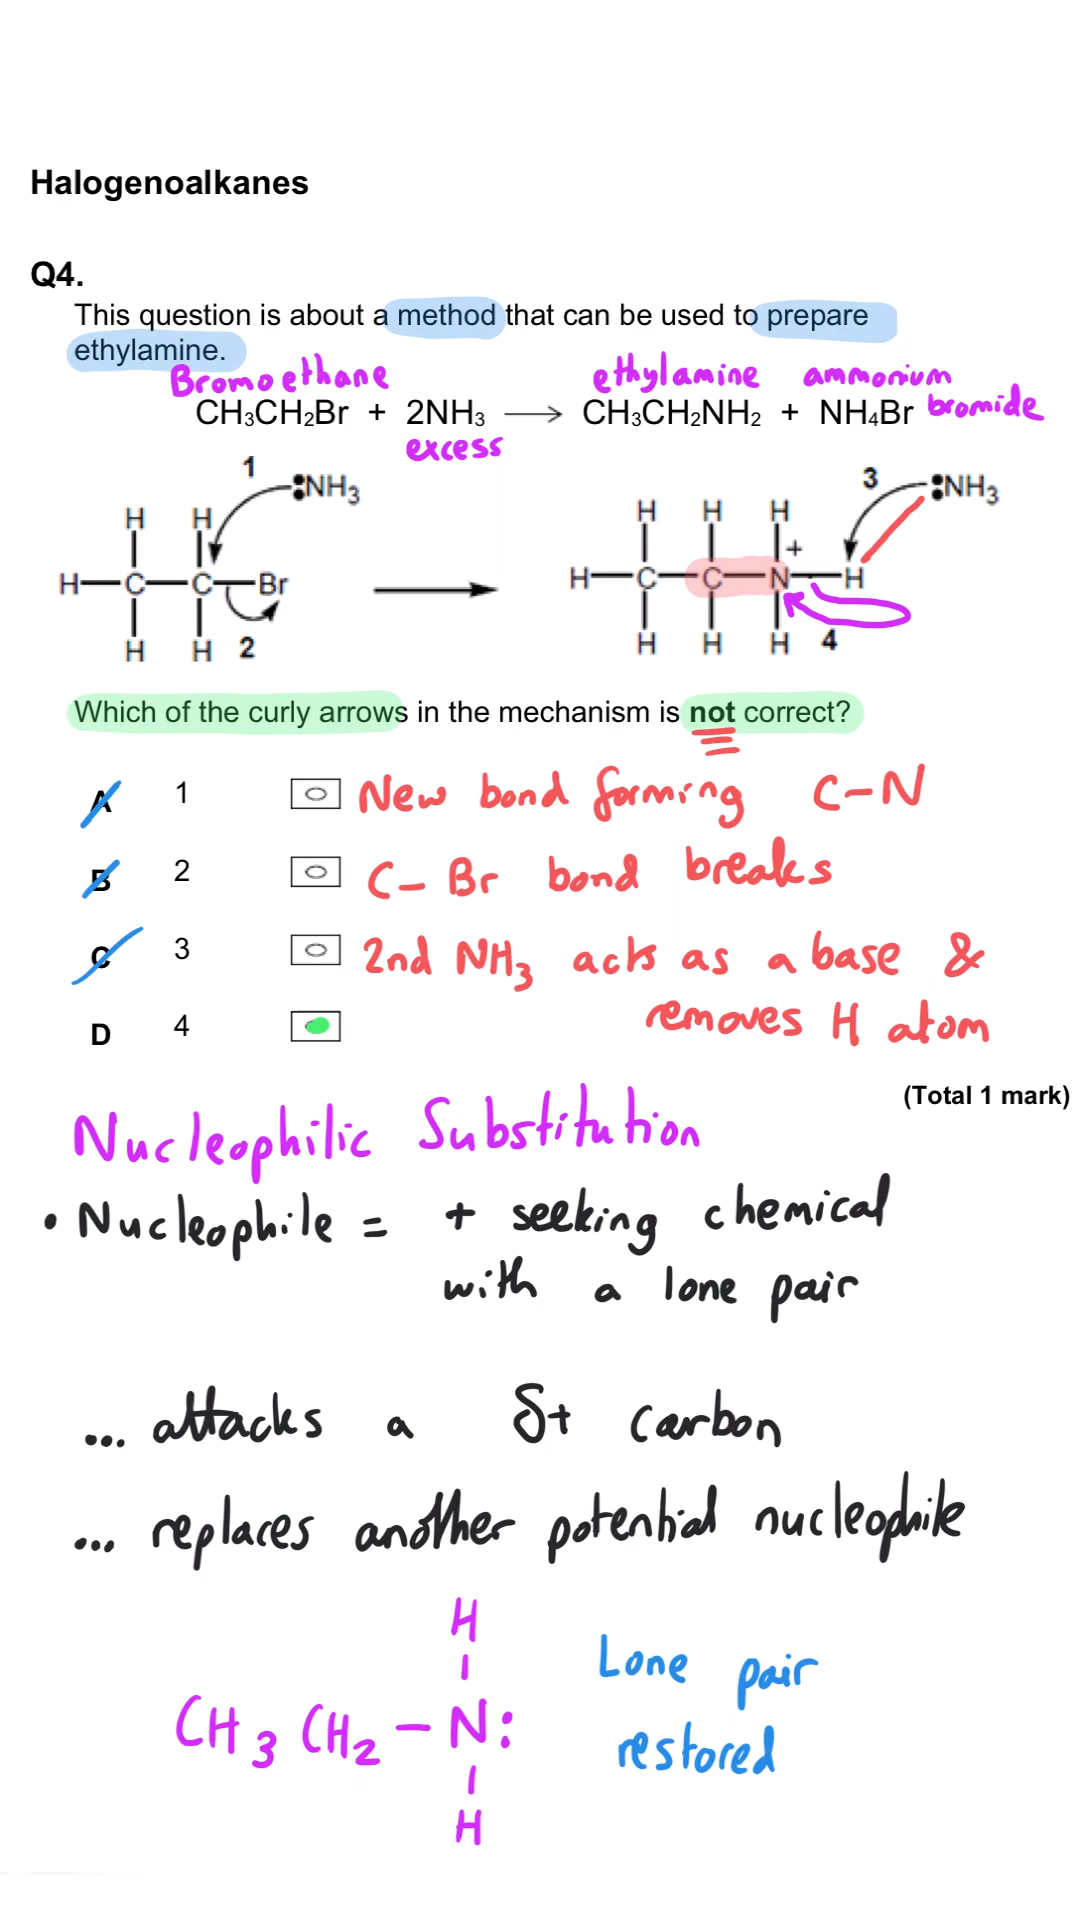 Halogenoalkanes
Q4.
This question is about a method that can be used to prepare
ethylamine.
Bromoethane ethylamine ammonium
CH₃CH₂Br + 2NH₃ ⟶ CH₃CH₂NH₂ + NH₄Br bromide
excess
1 :NH₃ 3 :NH₃
H H H H H
+
H C C Br H C C N H
H H 2 H H H 4
Which of the curly arrows in the mechanism is not correct?
A 1 New bond forming C-N
B 2 C-Br bond breaks
C 3 2nd NH₃ acts as a base &
removes H atom
D 4
(Total 1 mark)
Nucleophilic Substitution
• Nucleophile = + seeking chemical
with a lone pair
... attacks a δ+ carbon
... replaces another potential nucleophile
H
CH₃CH₂-N: Lone pair
restored
H